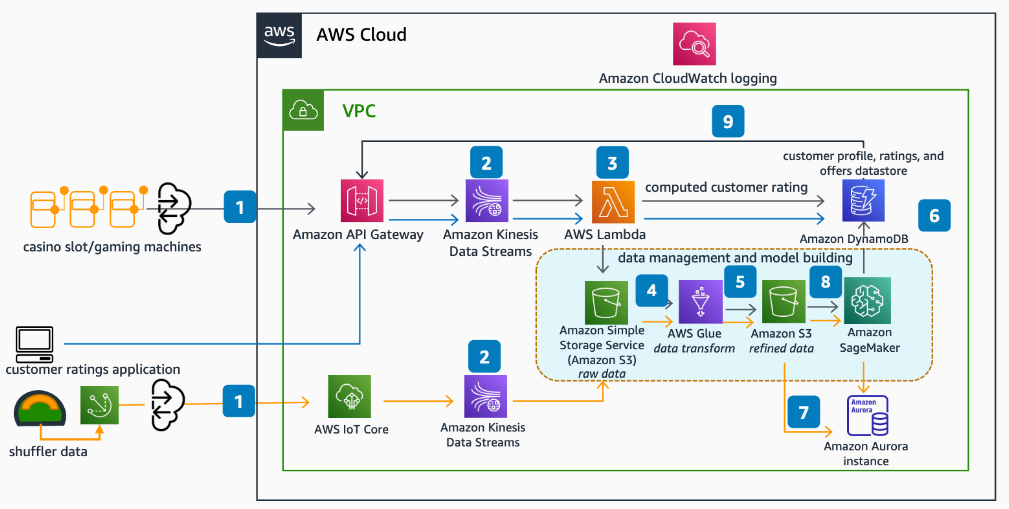 aws
AWS Cloud
Amazon CloudWatch logging
VPC
9
2
3
customer profile, ratings, and
offers datastore
computed customer rating
1
6
casino slot/gaming machines
Amazon API Gateway
Amazon Kinesis
Data Streams
AWS Lambda
Amazon DynamoDB
data management and model building
4
5
8
Amazon Simple
Storage Service
(Amazon S3)
raw data
AWS Glue
data transform
Amazon S3
refined data
Amazon
SageMaker
customer ratings application
2
1
7
Amazon
Aurora
shuffler data
AWS IoT Core
Amazon Kinesis
Data Streams
Amazon Aurora
instance